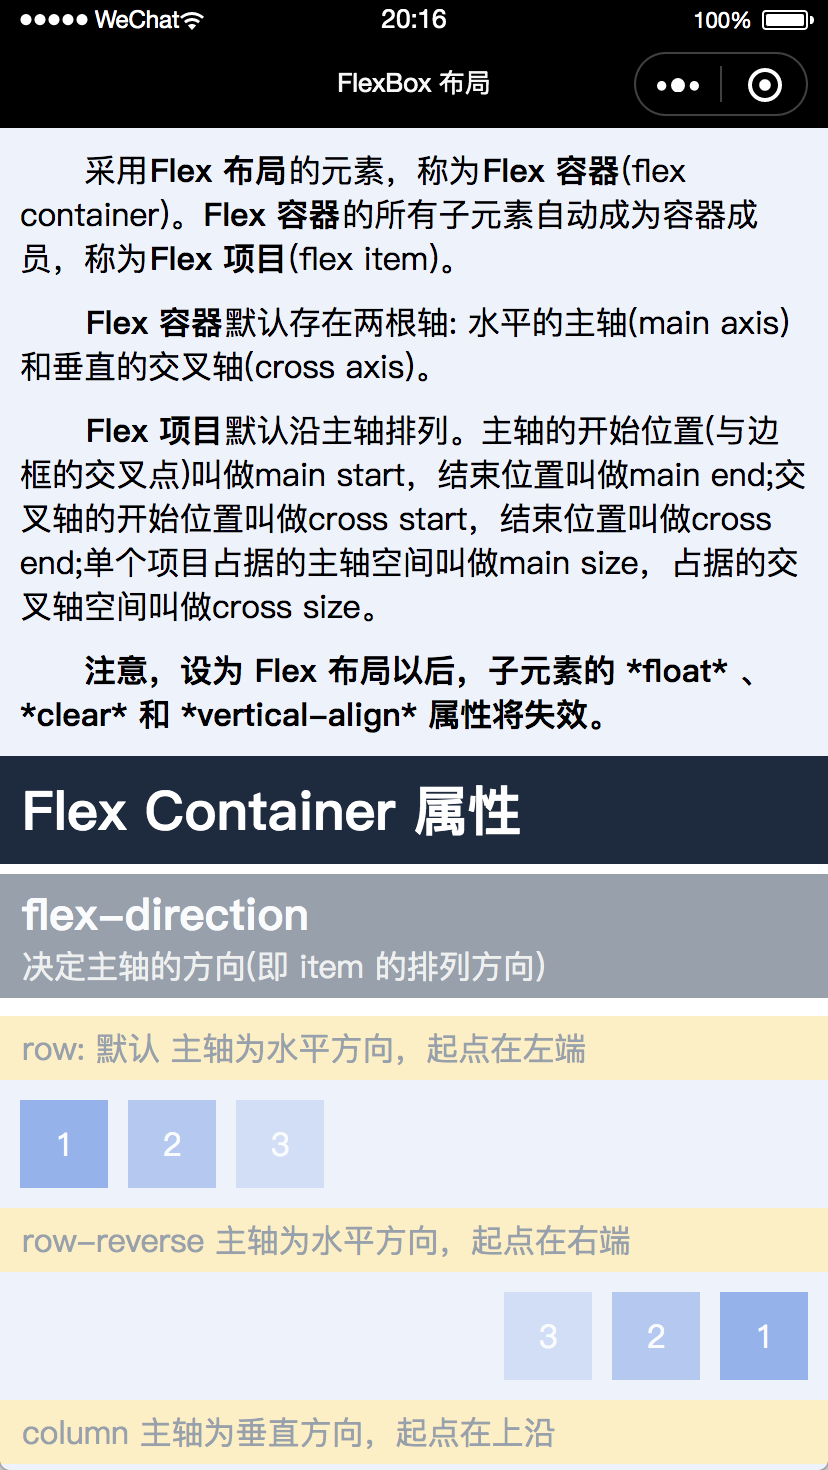 WeChat
20:16
100%
FlexBox 布局
采用Flex 布局的元素，称为Flex 容器(flex
container)。Flex 容器的所有子元素自动成为容器成
员，称为Flex 项目(flex item)。
Flex 容器默认存在两根轴: 水平的主轴(main axis)
和垂直的交叉轴(cross axis)。
Flex 项目默认沿主轴排列。主轴的开始位置(与边
框的交叉点)叫做main start，结束位置叫做main end;交
叉轴的开始位置叫做cross start，结束位置叫做cross
end;单个项目占据的主轴空间叫做main size，占据的交
叉轴空间叫做cross size。
注意，设为 Flex 布局以后，子元素的 *float* 、
*clear* 和 *vertical-align* 属性将失效。
Flex Container 属性
flex-direction
决定主轴的方向(即 item 的排列方向)
row: 默认 主轴为水平方向，起点在左端
1 2 3
row-reverse 主轴为水平方向，起点在右端
3 2 1
column 主轴为垂直方向，起点在上沿